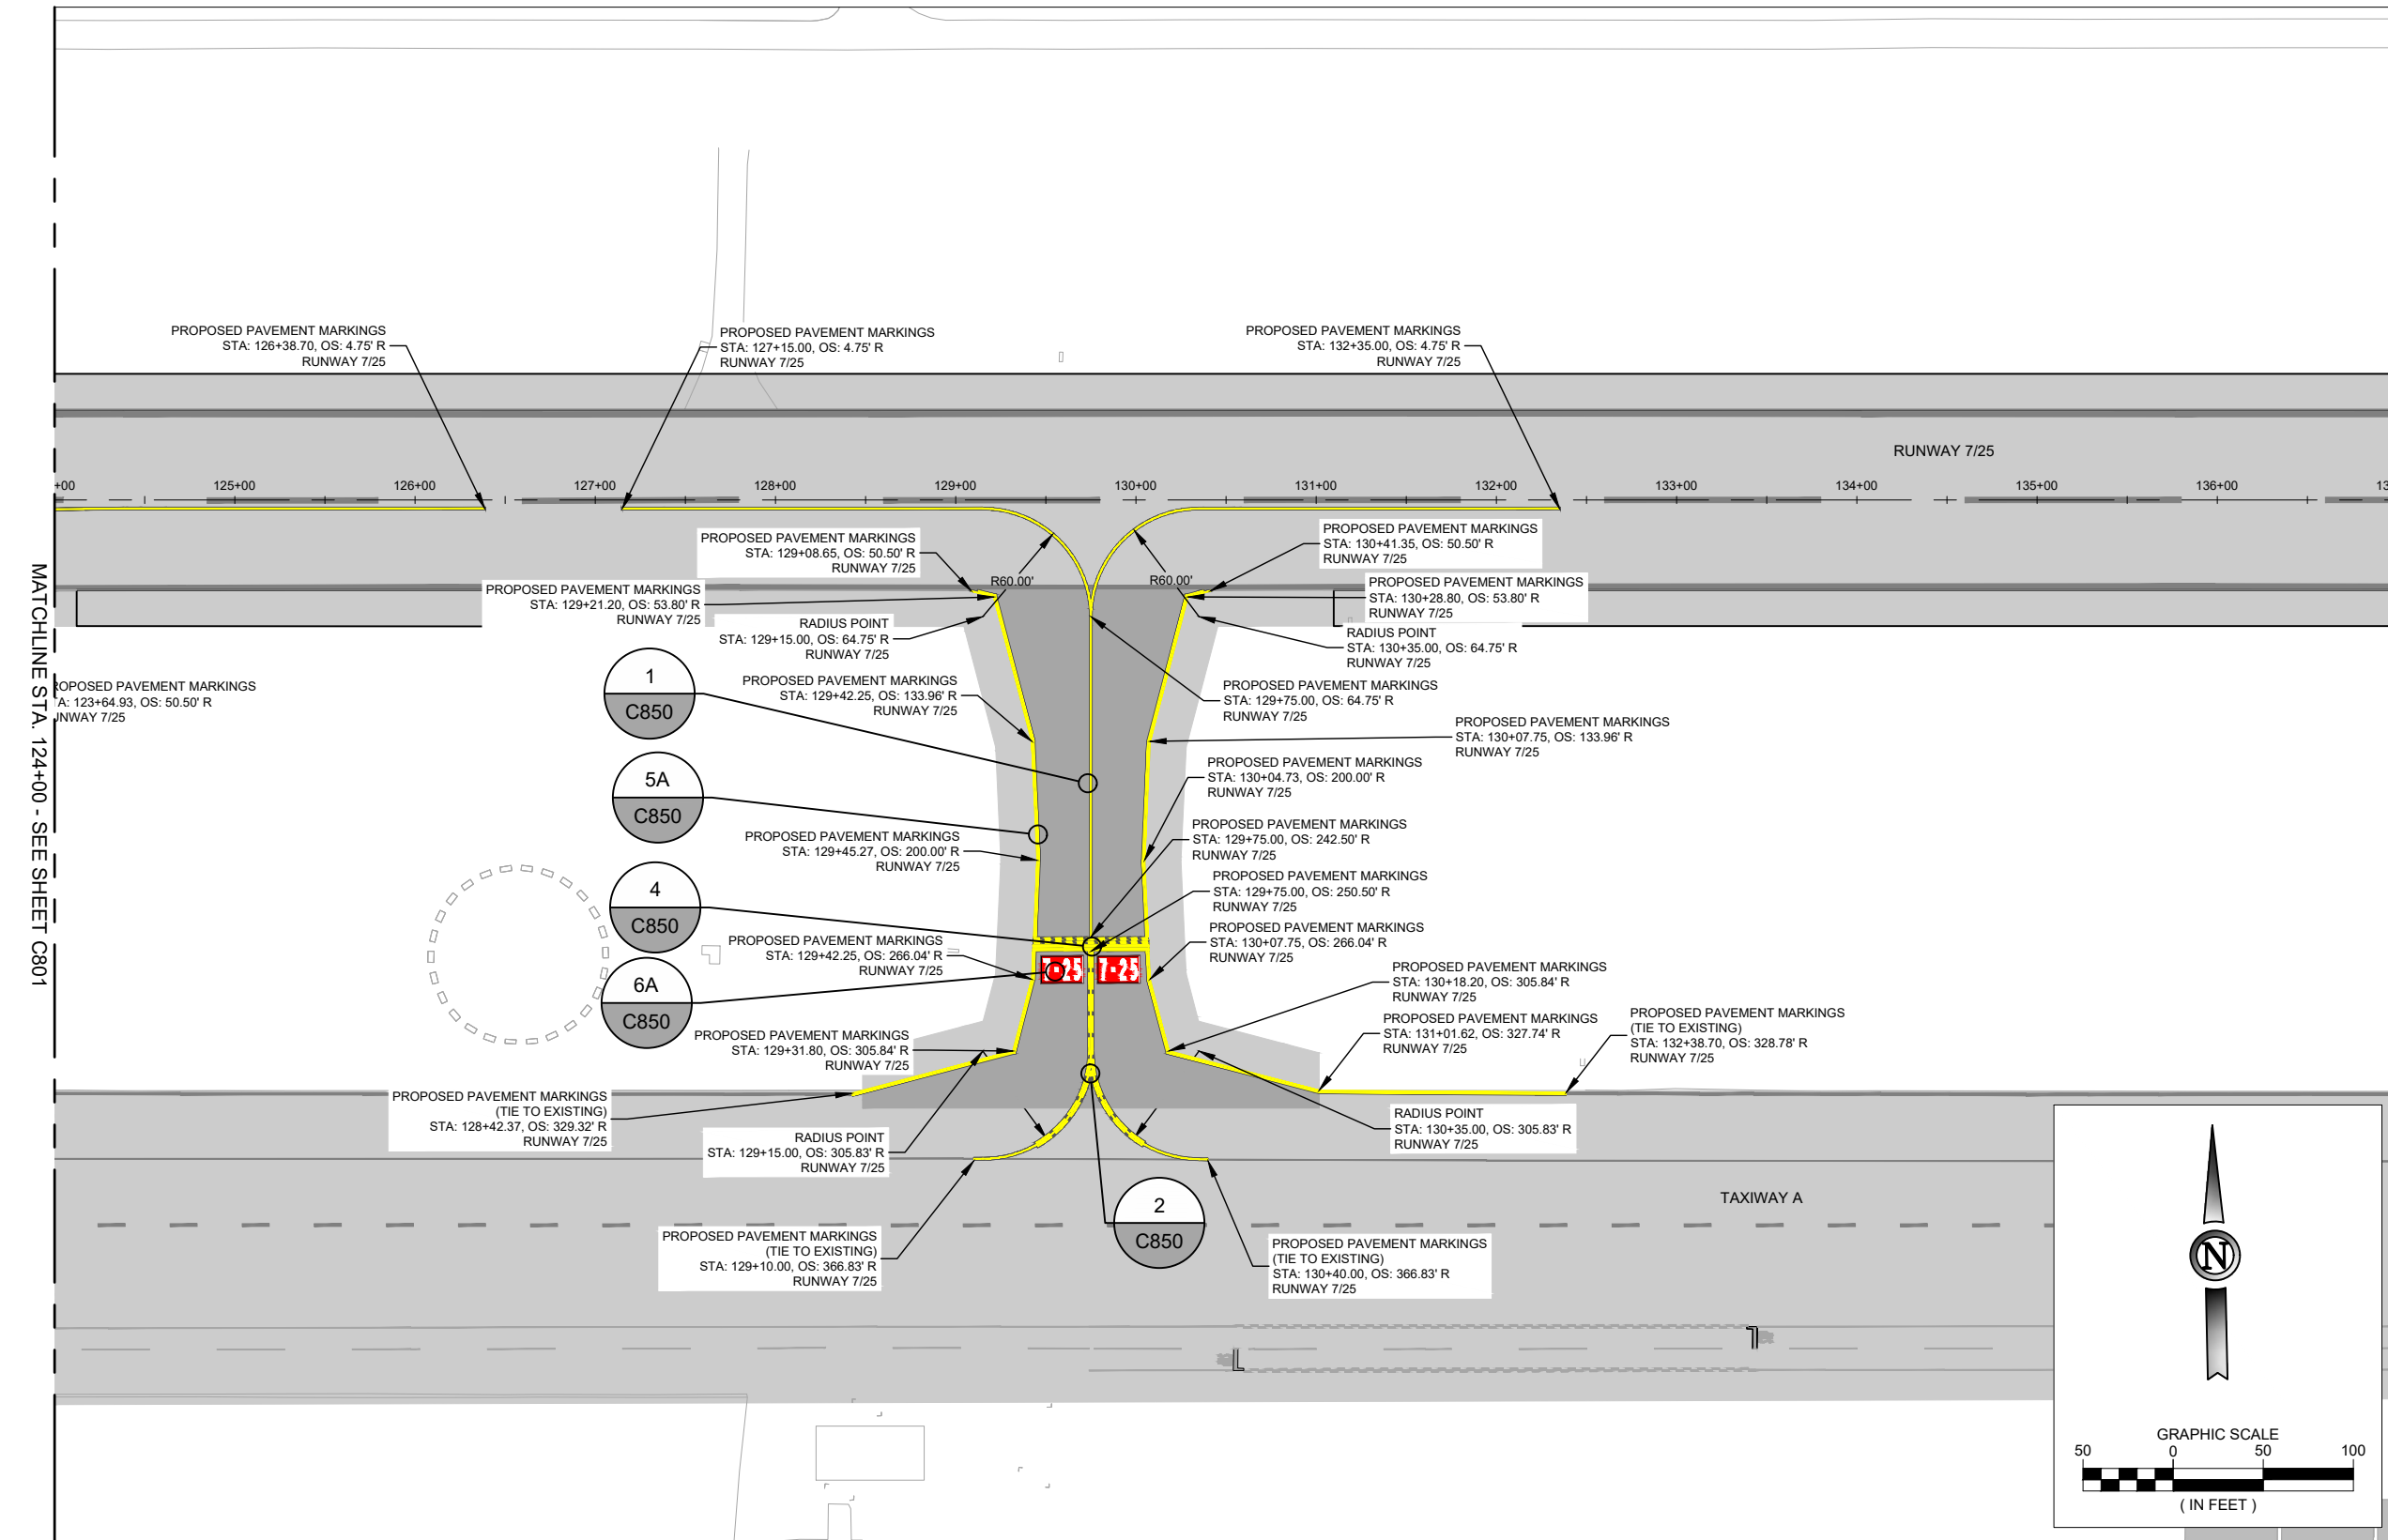 PROPOSED PAVEMENT MARKINGS
STA: 126+38.70, OS: 4.75' R
RUNWAY 7/25
PROPOSED PAVEMENT MARKINGS
STA: 127+15.00, OS: 4.75' R
RUNWAY 7/25
PROPOSED PAVEMENT MARKINGS
STA: 132+35.00, OS: 4.75' R
RUNWAY 7/25
RUNWAY 7/25
+00
125+00
126+00
127+00
128+00
129+00
130+00
131+00
132+00
133+00
134+00
135+00
136+00
13
PROPOSED PAVEMENT MARKINGS
STA: 129+08.65, OS: 50.50' R
RUNWAY 7/25
PROPOSED PAVEMENT MARKINGS
STA: 130+41.35, OS: 50.50' R
RUNWAY 7/25
R60.00'
R60.00'
PROPOSED PAVEMENT MARKINGS
STA: 129+21.20, OS: 53.80' R
RUNWAY 7/25
PROPOSED PAVEMENT MARKINGS
STA: 130+28.80, OS: 53.80' R
RUNWAY 7/25
RADIUS POINT
STA: 129+15.00, OS: 64.75' R
RUNWAY 7/25
RADIUS POINT
STA: 130+35.00, OS: 64.75' R
RUNWAY 7/25
MATCHLINE STA. 124+00 - SEE SHEET C801
ROPOSED PAVEMENT MARKINGS
A: 123+64.93, OS: 50.50' R
UNWAY 7/25
1
C850
PROPOSED PAVEMENT MARKINGS
STA: 129+42.25, OS: 133.96' R
RUNWAY 7/25
PROPOSED PAVEMENT MARKINGS
STA: 129+75.00, OS: 64.75' R
RUNWAY 7/25
PROPOSED PAVEMENT MARKINGS
STA: 130+07.75, OS: 133.96' R
RUNWAY 7/25
5A
C850
PROPOSED PAVEMENT MARKINGS
STA: 130+04.73, OS: 200.00' R
RUNWAY 7/25
PROPOSED PAVEMENT MARKINGS
STA: 129+45.27, OS: 200.00' R
RUNWAY 7/25
PROPOSED PAVEMENT MARKINGS
STA: 129+75.00, OS: 242.50' R
RUNWAY 7/25
4
C850
PROPOSED PAVEMENT MARKINGS
STA: 129+75.00, OS: 250.50' R
RUNWAY 7/25
PROPOSED PAVEMENT MARKINGS
STA: 129+42.25, OS: 266.04' R
RUNWAY 7/25
PROPOSED PAVEMENT MARKINGS
STA: 130+07.75, OS: 266.04' R
RUNWAY 7/25
7-25
7-25
6A
C850
PROPOSED PAVEMENT MARKINGS
STA: 130+18.20, OS: 305.84' R
RUNWAY 7/25
PROPOSED PAVEMENT MARKINGS
STA: 129+31.80, OS: 305.84' R
RUNWAY 7/25
PROPOSED PAVEMENT MARKINGS
STA: 131+01.62, OS: 327.74' R
RUNWAY 7/25
PROPOSED PAVEMENT MARKINGS
(TIE TO EXISTING)
STA: 132+38.70, OS: 328.78' R
RUNWAY 7/25
PROPOSED PAVEMENT MARKINGS
(TIE TO EXISTING)
STA: 128+42.37, OS: 329.32' R
RUNWAY 7/25
RADIUS POINT
STA: 129+15.00, OS: 305.83' R
RUNWAY 7/25
RADIUS POINT
STA: 130+35.00, OS: 305.83' R
RUNWAY 7/25
TAXIWAY A
2
C850
PROPOSED PAVEMENT MARKINGS
(TIE TO EXISTING)
STA: 129+10.00, OS: 366.83' R
RUNWAY 7/25
PROPOSED PAVEMENT MARKINGS
(TIE TO EXISTING)
STA: 130+40.00, OS: 366.83' R
RUNWAY 7/25
N
GRAPHIC SCALE
50 0 50 100
( IN FEET )